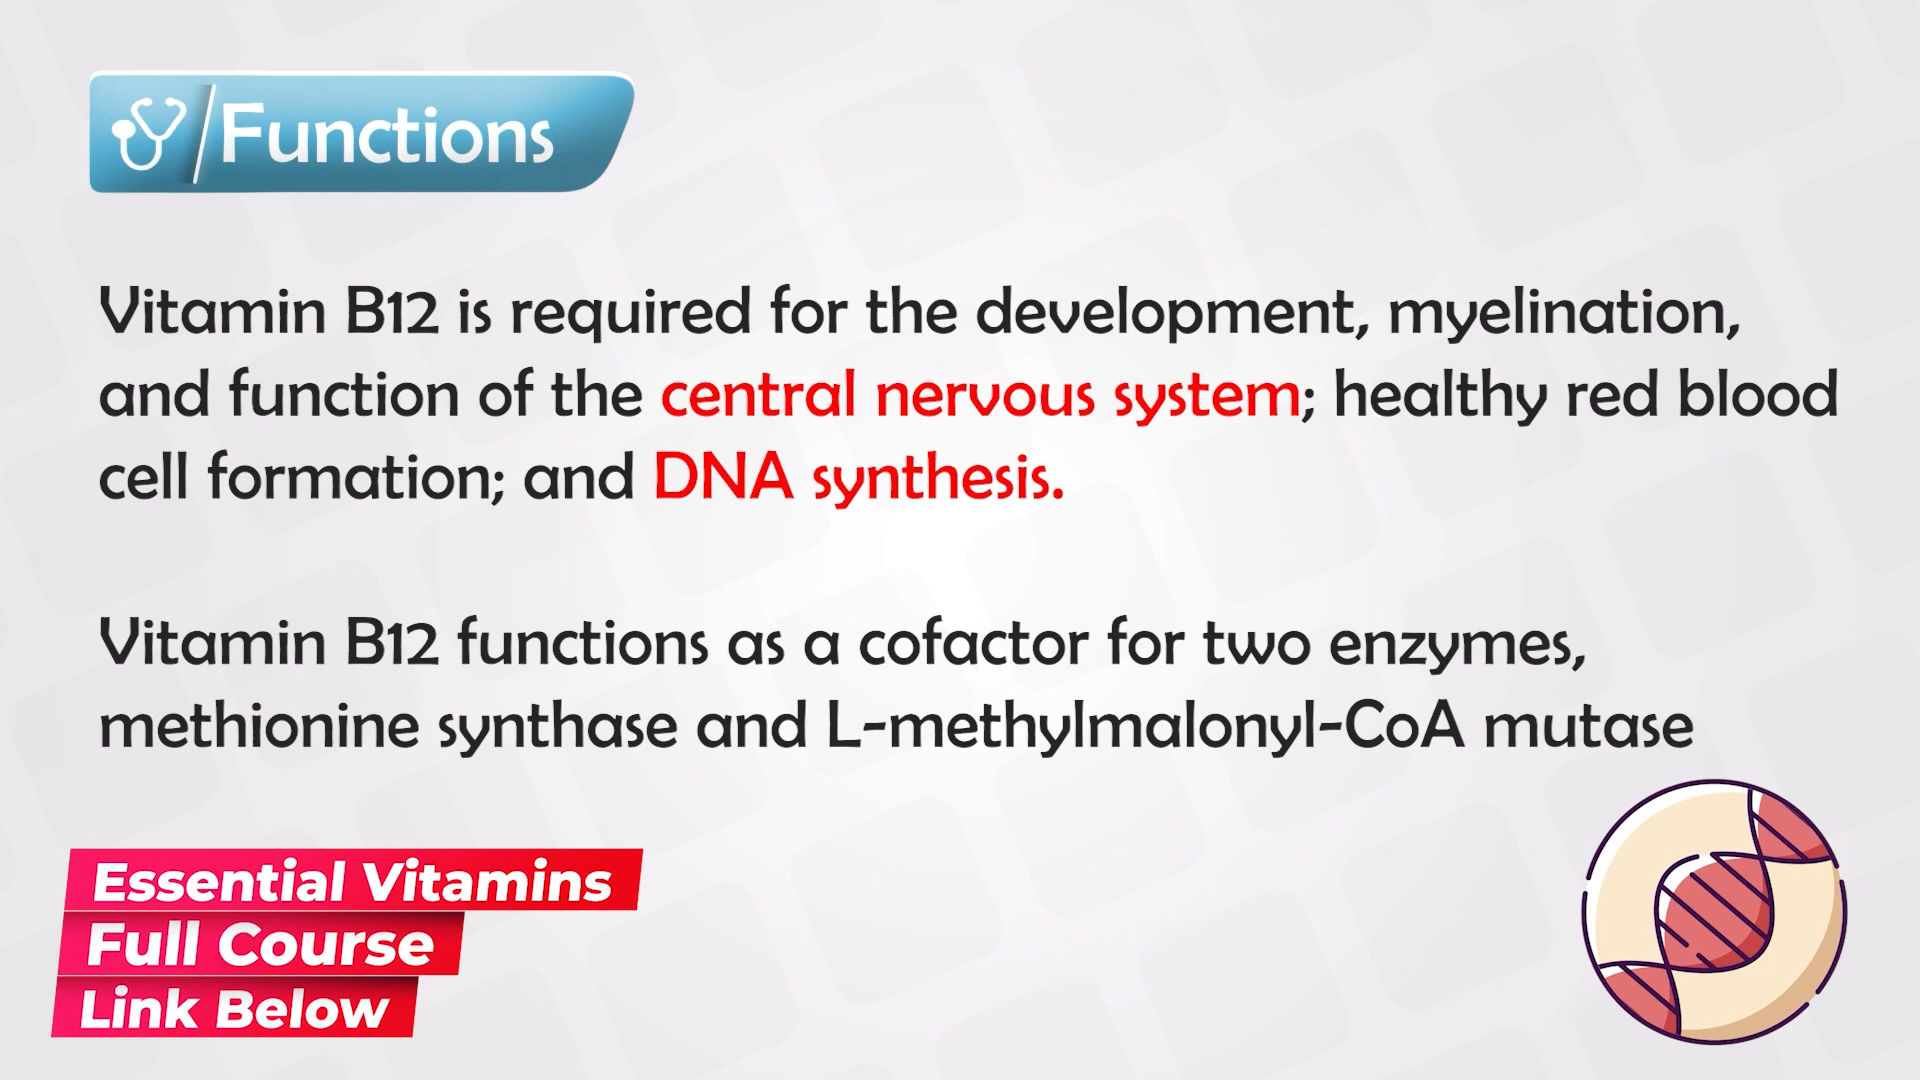 Functions
Vitamin B12 is required for the development, myelination,
and function of the central nervous system; healthy red blood
cell formation; and DNA synthesis.
Vitamin B12 functions as a cofactor for two enzymes,
methionine synthase and L-methylmalonyl-CoA mutase
Essential Vitamins
Full Course
Link Below